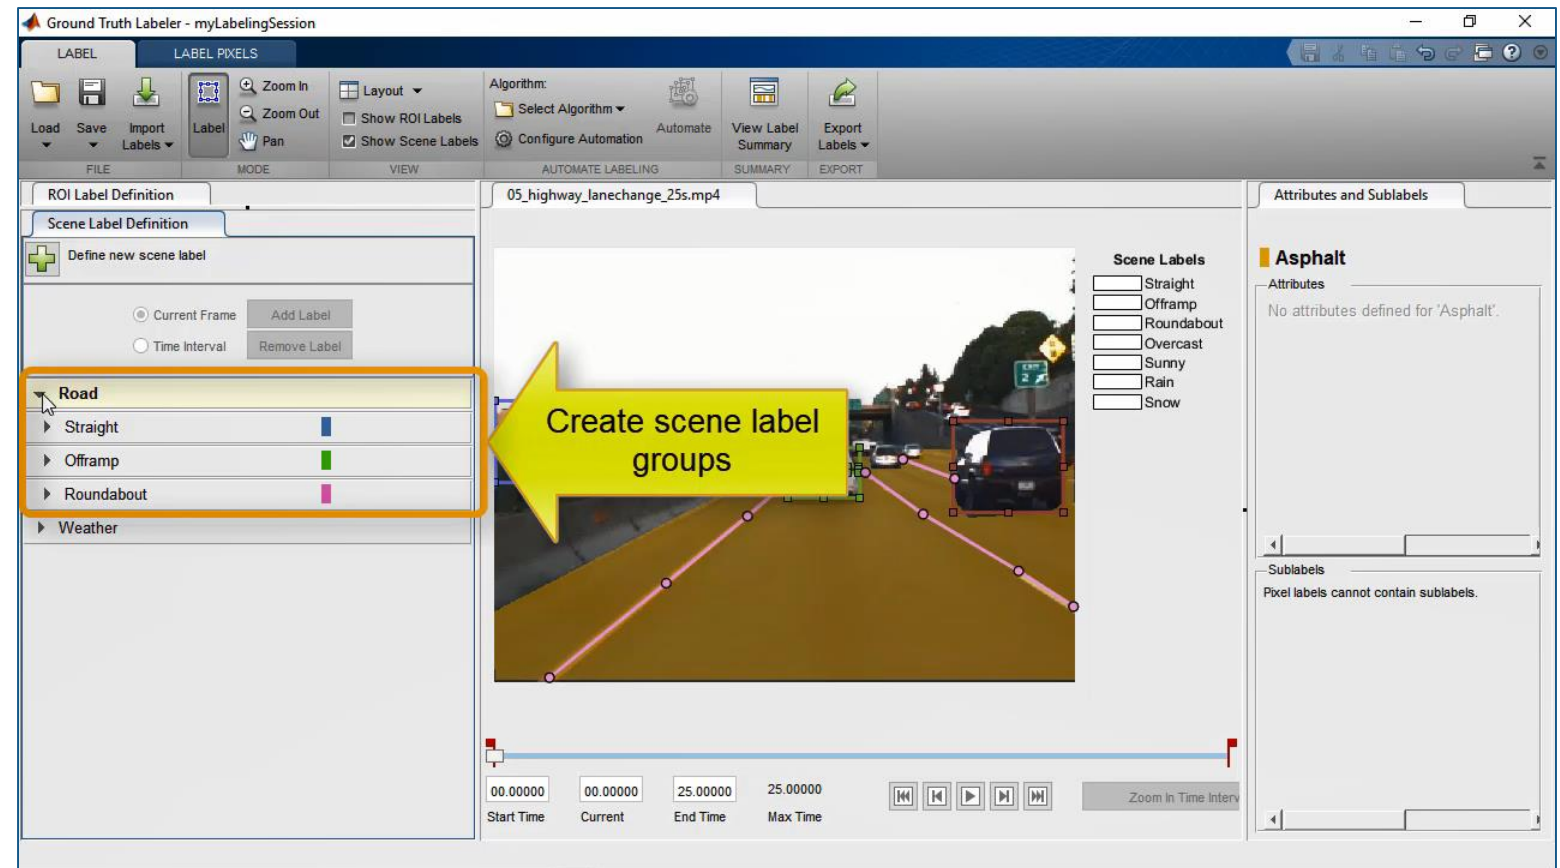 Ground Truth Labeler - myLabelingSession
LABEL
LABEL PIXELS
Load
Save
Import
Labels
FILE
Label
Zoom In
Zoom Out
Pan
MODE
Layout
Show ROI Labels
Show Scene Labels
VIEW
Algorithm:
Select Algorithm
Configure Automation
Automate
AUTOMATE LABELING
View Label
Summary
SUMMARY
Export
Labels
EXPORT
ROI Label Definition
Scene Label Definition
Define new scene label
Current Frame
Add Label
Time Interval
Remove Label
Road
Straight
Offramp
Roundabout
Weather
05_highway_lanechange_25s.mp4
Create scene label
groups
EXIT
2
Scene Labels
Straight
Offramp
Roundabout
Overcast
Sunny
Rain
Snow
00.00000
00.00000
25.00000
25.00000
Start Time
Current
End Time
Max Time
Zoom In Time Interv
Attributes and Sublabels
Asphalt
Attributes
No attributes defined for 'Asphalt'.
Sublabels
Pixel labels cannot contain sublabels.